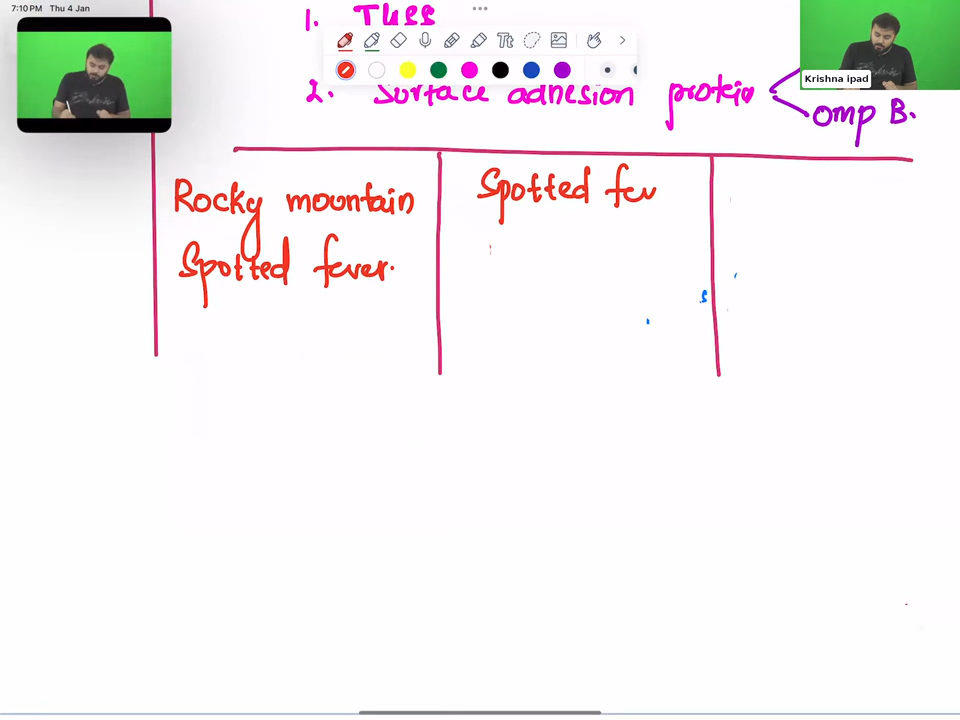 7:10 PM Thu 4 Jan
1.
Tt
Krishna ipad
2. Surface adhesion protein
omp B.
Rocky mountain
Spotted fever.
Spotted fev
s